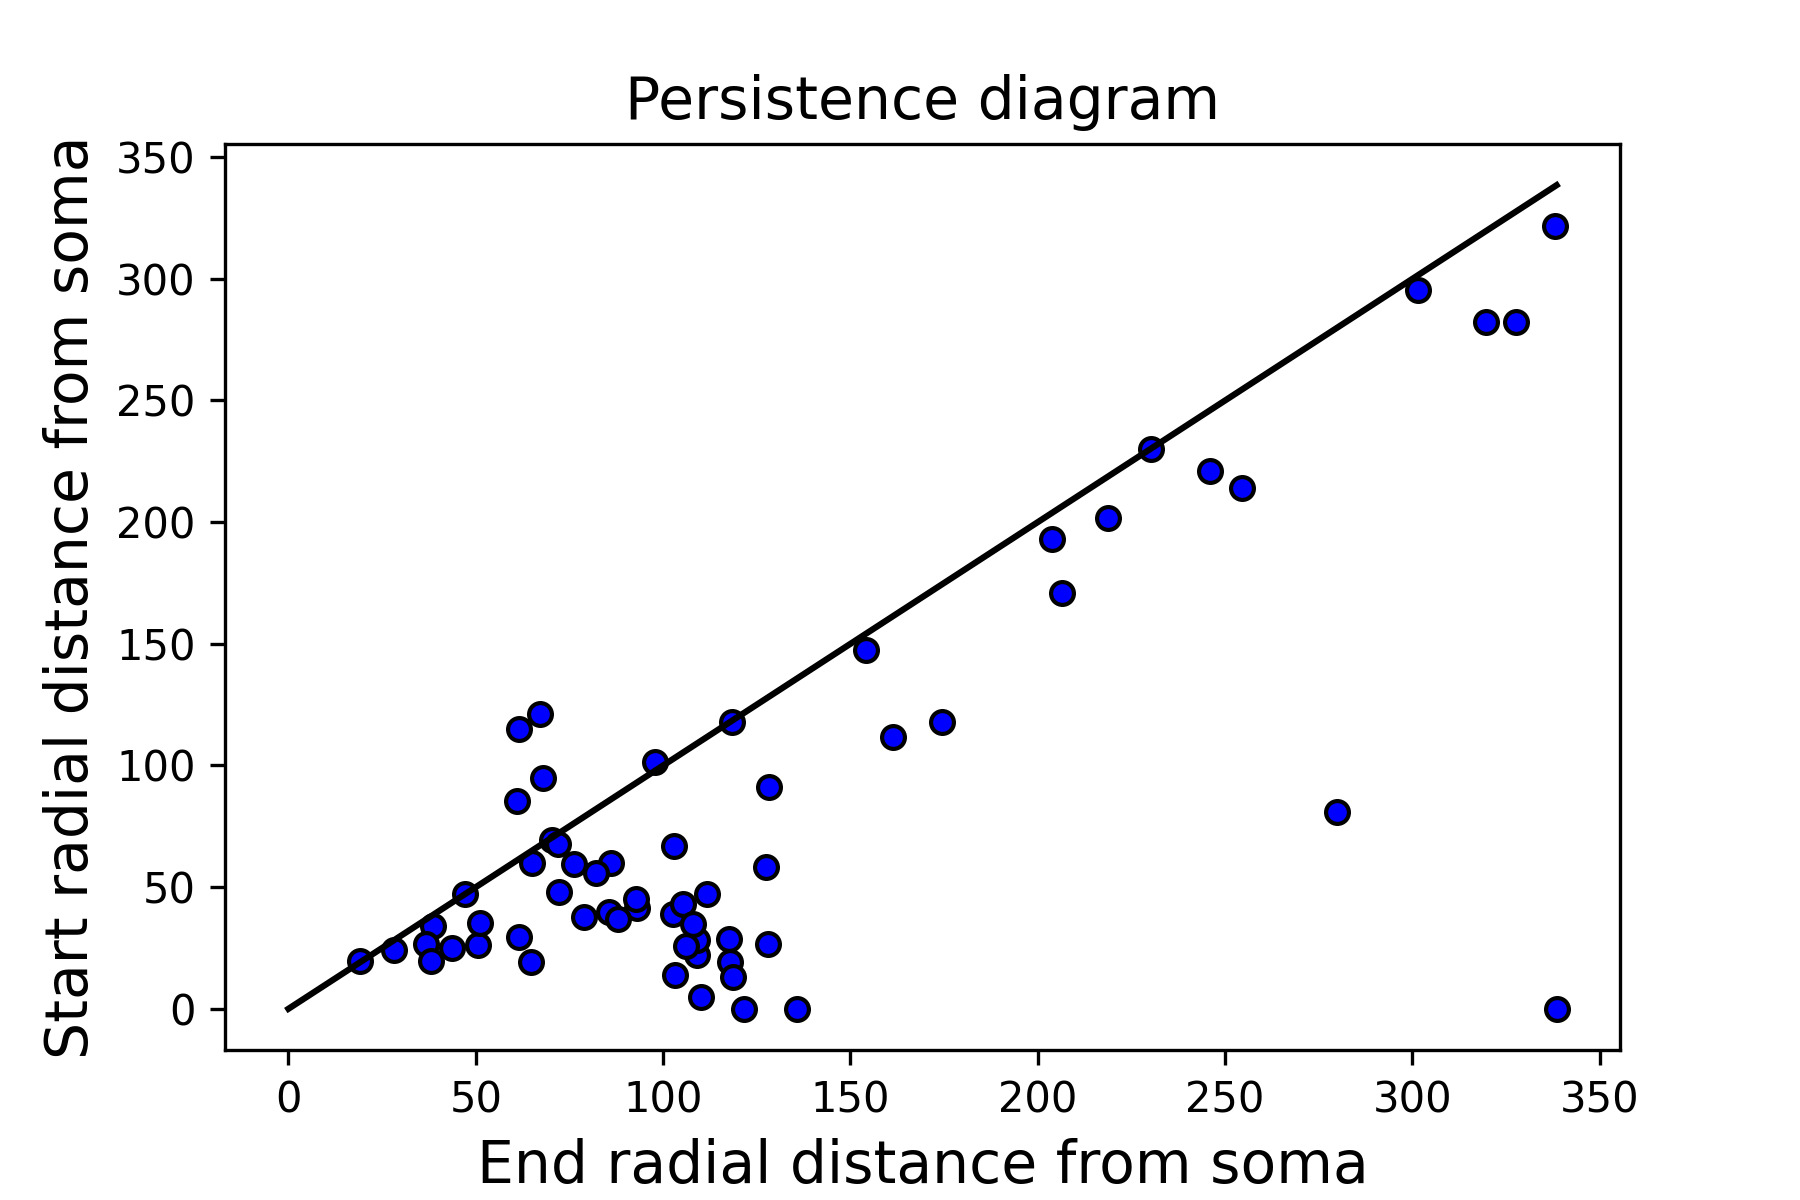 Persistence diagram
Start radial distance from soma
350
300
250
200
150
100
50
0
0 50 100 150 200 250 300 350
End radial distance from soma